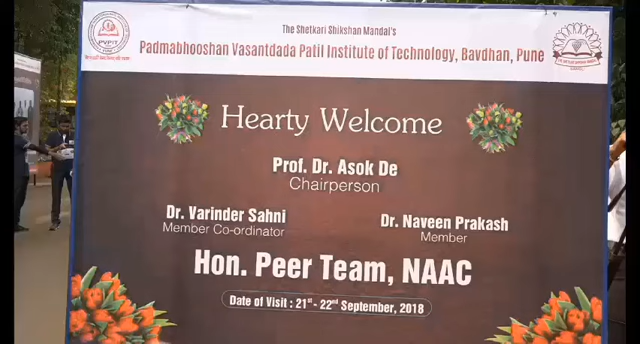 The Shetkari Shikshan Mandal's
Padmabhooshan Vasantdada Patil Institute of Technology, Bavdhan, Pune
PVPIT
Hearty Welcome
Prof. Dr. Asok De
Chairperson
Dr. Varinder Sahni
Member Co-ordinator
Dr. Naveen Prakash
Member
Hon. Peer Team, NAAC
Date of Visit : 21st - 22nd September, 2018